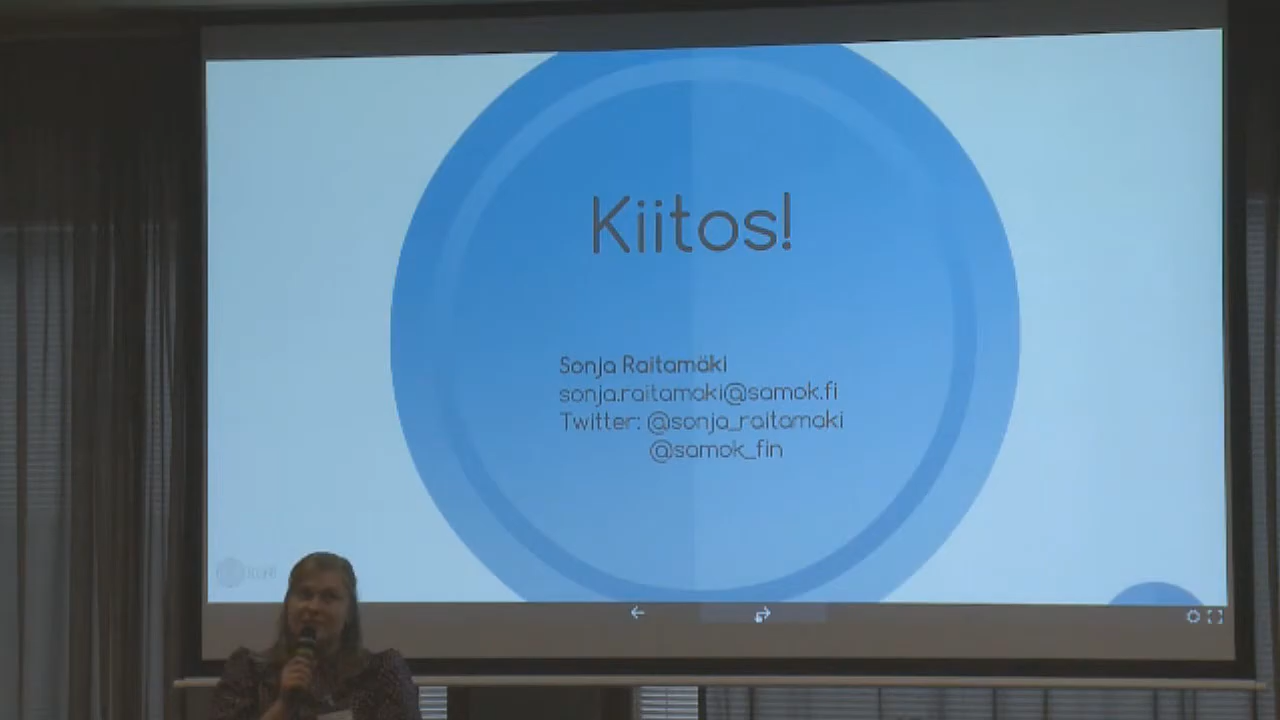 Kiitos!
Sonja Raitamäki
sonja.raitamaki@samok.fi
Twitter: @sonja_raitamaki
@samok_fin